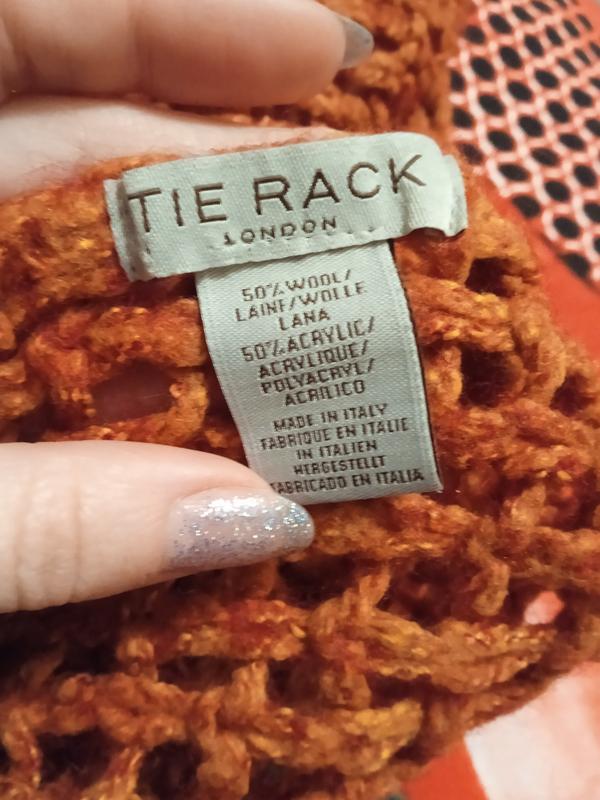 TIE RACK
LONDON
50% WOOL/
LAINE/WOLLE
LANA
50% ACRYLIC/
ACRYLIQUE/
POLYACRYL/
ACRILICO
MADE IN ITALY
FABRIQUE EN ITALIE
IN ITALIEN
HERGESTELLT
FABRICADO EN ITALIA